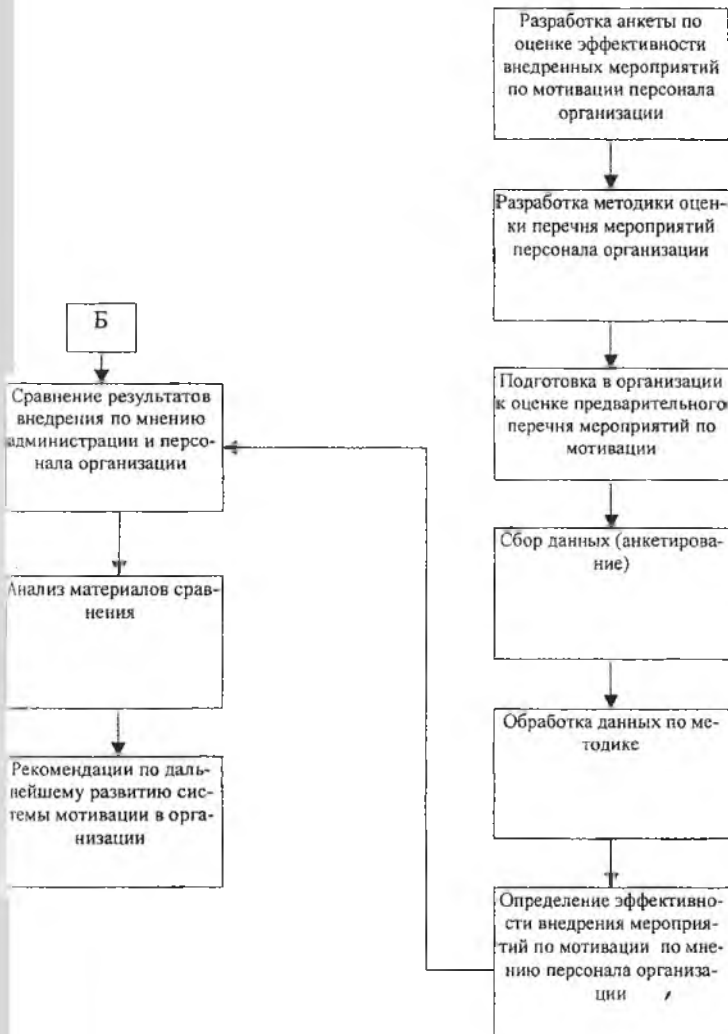 Разработка анкеты по
оценке эффективности
внедренных мероприятий
по мотивации персонала
организации
Разработка методики оцен-
ки перечня мероприятий
персонала организации
Подготовка в организации
к оценке предварительного
перечня мероприятий по
мотивации
Сбор данных (анкетирова-
ние)
Обработка данных по ме-
тодике
Определение эффективно-
сти внедрения мероприя-
тий по мотивации по мне-
нию персонала организа-
ции
Б
Сравнение результатов
внедрения по мнению
администрации и персо-
нала организации
Анализ материалов срав-
нения
Рекомендации по даль-
нейшему развитию сис-
темы мотивации в орга-
низации